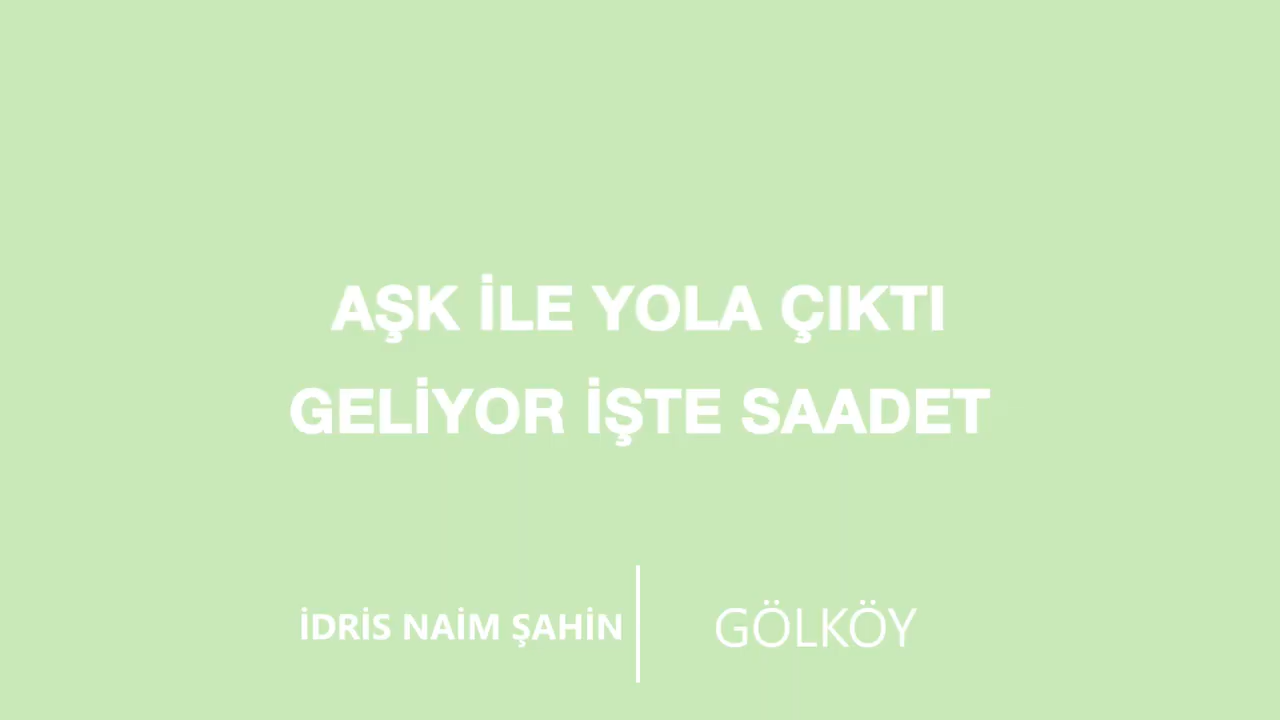 AŞK İLE YOLA ÇIKTI
GELİYOR İŞTE SAADET
İDRİS NAİM ŞAHİN
GÖLKÖY